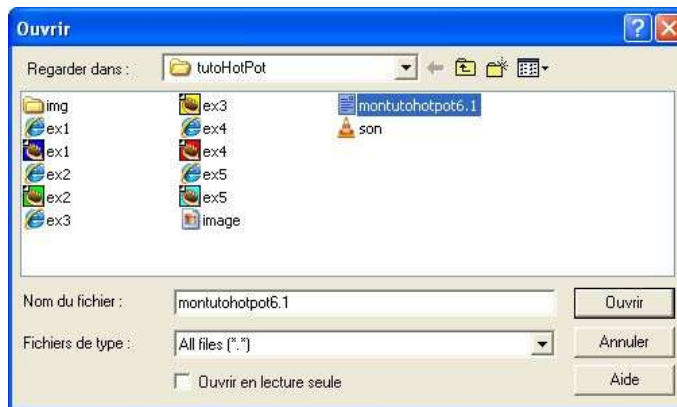 Ouvrir
Regarder dans : tutoHotPot
img
ex1
ex1
ex2
ex2
ex3
ex3
ex4
ex4
ex5
ex5
image
montutohotpot6.1
son
Nom du fichier : montutohotpot6.1 Ouvrir
Fichiers de type : All files (*.*) Annuler
Ouvrir en lecture seule Aide